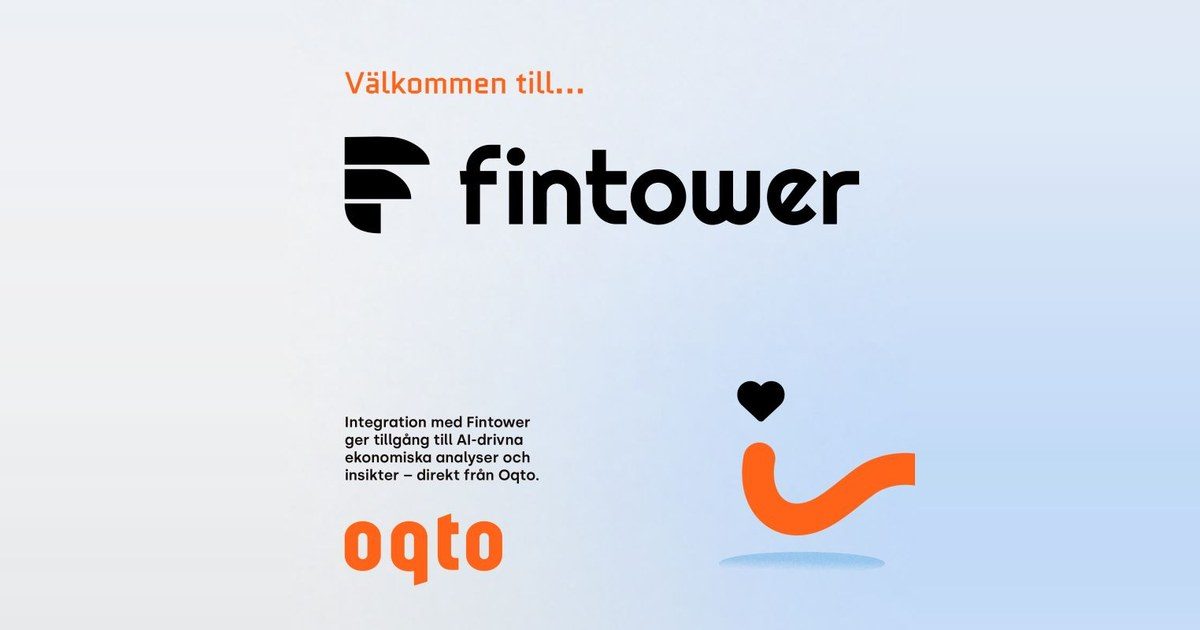 Välkommen till...
fintower
Integration med Fintower
ger tillgång till AI-drivna
ekonomiska analyser och
insikter – direkt från Oqto.
oqto